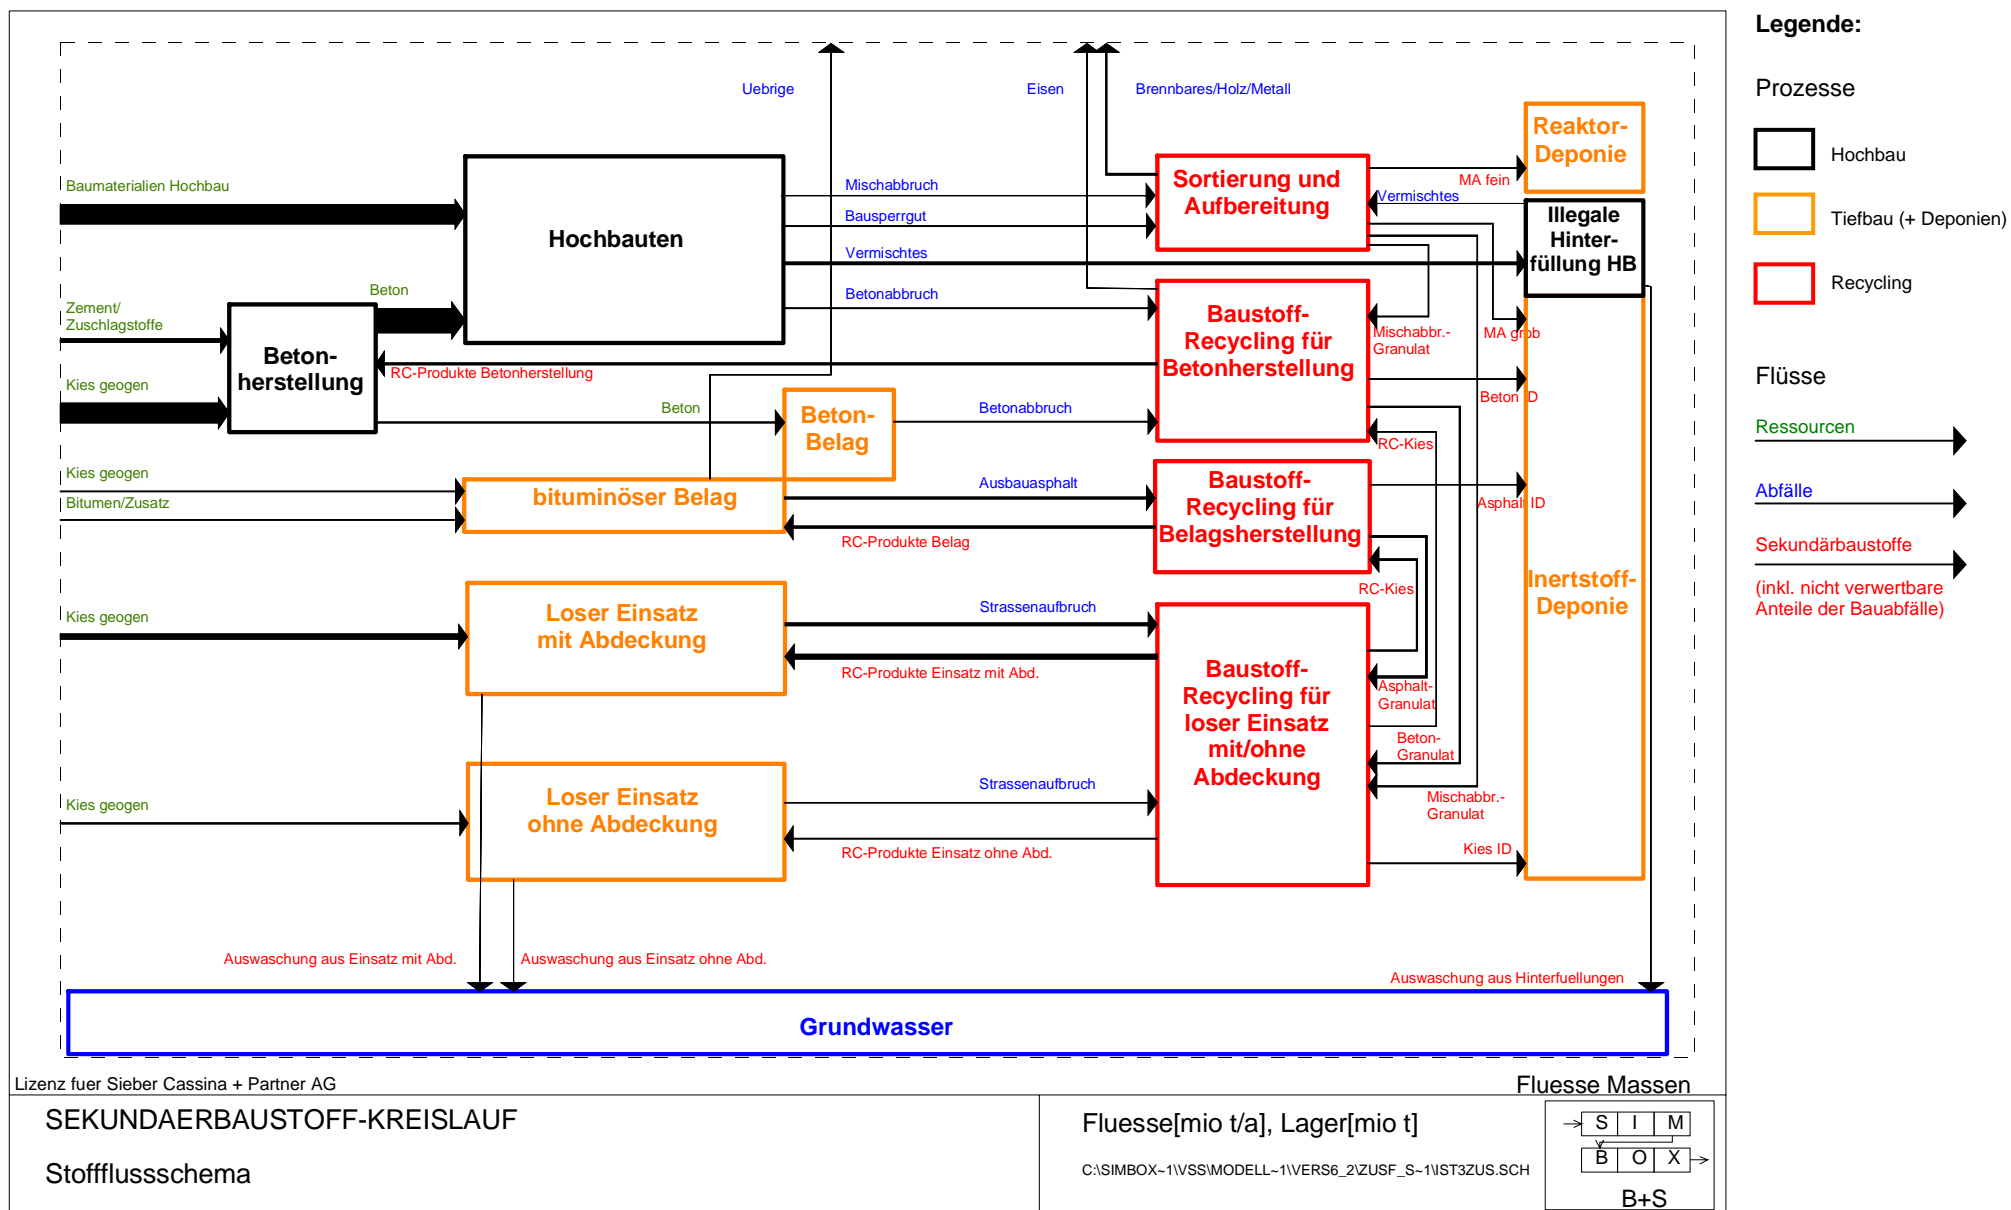 Legende:
Prozesse
Hochbau
Tiefbau (+ Deponien)
Recycling
Flüsse
Ressourcen
Abfälle
Sekundärbaustoffe
(inkl. nicht verwertbare
Anteile der Bauabfälle)
Uebrige
Eisen
Brennbares/Holz/Metall
Reaktor-
Deponie
Baumaterialien Hochbau
Hochbauten
Mischabbruch
Bausperrgut
Vermischtes
Betonabbruch
Sortierung und
Aufbereitung
MA fein
Vermischtes
Illegale
Hinter-
füllung HB
Beton
Zement/
Zuschlagstoffe
Kies geogen
Beton-
herstellung
RC-Produkte Betonherstellung
Baustoff-
Recycling für
Betonherstellung
Mischabbr.-
Granulat
MA grob
Beton ID
Beton
Beton-
Belag
Betonabbruch
RC-Kies
Kies geogen
Bitumen/Zusatz
bituminöser Belag
Ausbauasphalt
RC-Produkte Belag
Baustoff-
Recycling für
Belagsherstellung
Asphalt ID
RC-Kies
Inertstoff-
Deponie
Kies geogen
Loser Einsatz
mit Abdeckung
Strassenaufbruch
RC-Produkte Einsatz mit Abd.
Baustoff-
Recycling für
loser Einsatz
mit/ohne
Abdeckung
Asphalt-
Granulat
Beton-
Granulat
Mischabbr.-
Granulat
Kies ID
Kies geogen
Loser Einsatz
ohne Abdeckung
Strassenaufbruch
RC-Produkte Einsatz ohne Abd.
Auswaschung aus Einsatz mit Abd.
Auswaschung aus Einsatz ohne Abd.
Auswaschung aus Hinterfuellungen
Grundwasser
Lizenz fuer Sieber Cassina + Partner AG
Fluesse Massen
SEKUNDAERBAUSTOFF-KREISLAUF
Stoffflussschema
Fluesse[mio t/a], Lager[mio t]
C:\SIMBOX~1\VSS\MODELL~1\VERS6_2\ZUSF_S~1\IST3ZUS.SCH
S I M
B O X
B+S